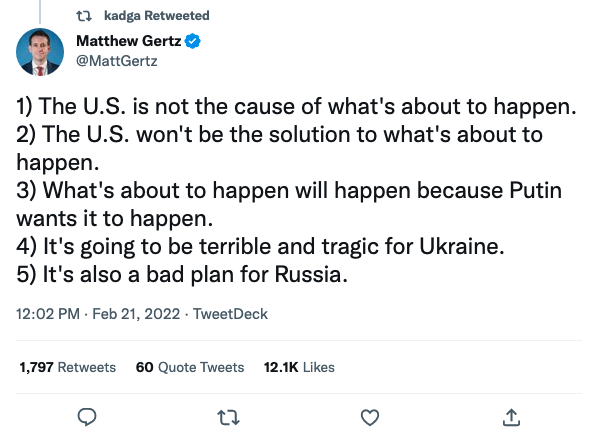 kadga Retweeted
Matthew Gertz
@MattGertz
1) The U.S. is not the cause of what's about to happen.
2) The U.S. won't be the solution to what's about to
happen.
3) What's about to happen will happen because Putin
wants it to happen.
4) It's going to be terrible and tragic for Ukraine.
5) It's also a bad plan for Russia.
12:02 PM · Feb 21, 2022 · TweetDeck
1,797 Retweets 60 Quote Tweets 12.1K Likes